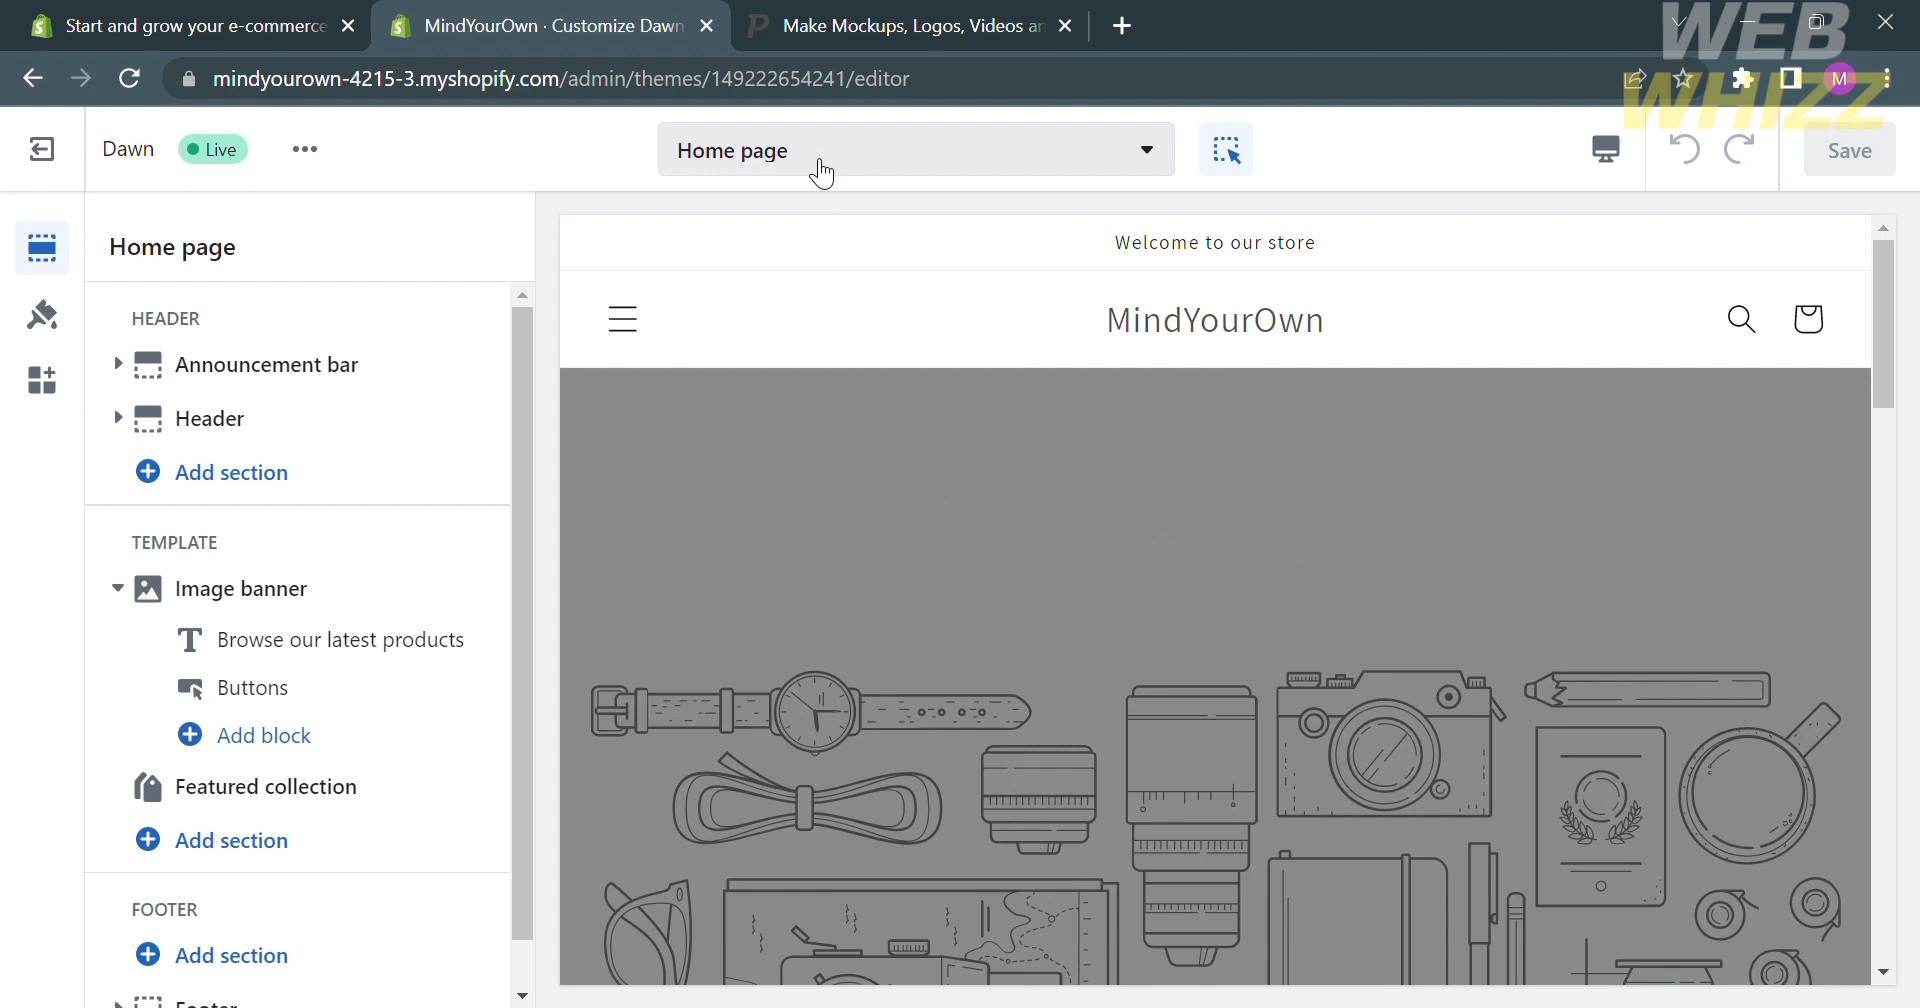 Start and grow your e-commerce
MindYourOwn · Customize Dawn
Make Mockups, Logos, Videos an
WEB
WHIZZ
mindyourown-4215-3.myshopify.com/admin/themes/149222654241/editor
M
Dawn
Live
Home page
Save
Home page
Welcome to our store
HEADER
MindYourOwn
Announcement bar
Header
Add section
TEMPLATE
Image banner
Browse our latest products
Buttons
Add block
Featured collection
Add section
FOOTER
Add section
Footer